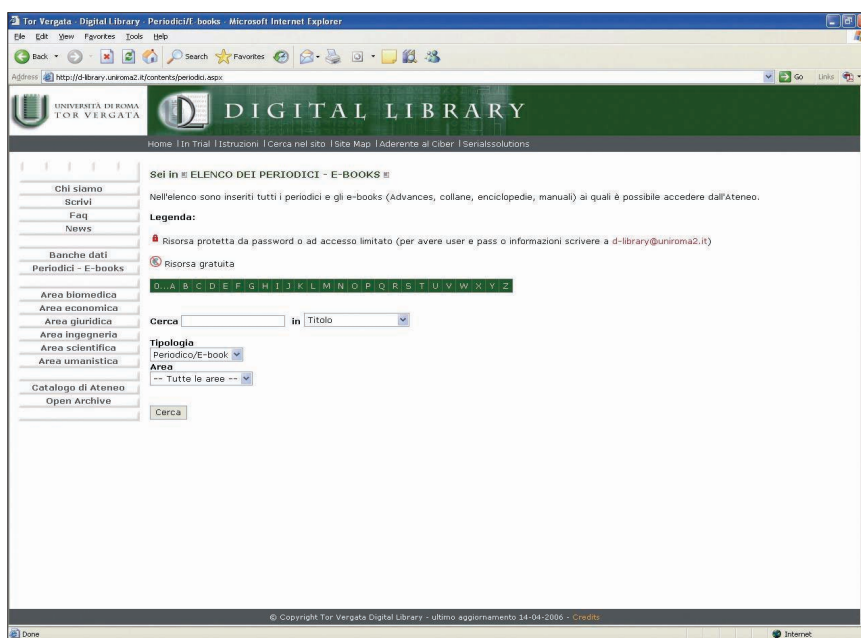 Tor Vergata - Digital Library - Periodici/E-books - Microsoft Internet Explorer
File Edit View Favorites Tools Help
Back Search Favorites
Address http://d-library.uniroma2.it/contents/periodici.aspx Go Links
UNIVERSITÀ DI ROMA
TOR VERGATA
DIGITAL LIBRARY
Home | In Trial | Istruzioni | Cerca nel sito | Site Map | Aderente al Ciber | Serialssolutions
Chi siamo
Scrivi
Faq
News
Banche dati
Periodici - E-books
Area biomedica
Area economica
Area giuridica
Area ingegneria
Area scientifica
Area umanistica
Catalogo di Ateneo
Open Archive
Sei in ELENCO DEI PERIODICI - E-BOOKS
Nell'elenco sono inseriti tutti i periodici e gli e-books (Advances, collane, enciclopedie, manuali) ai quali è possibile accedere dall'Ateneo.
Legenda:
Risorsa protetta da password o ad accesso limitato (per avere user e pass o informazioni scrivere a d-library@uniroma2.it)
Risorsa gratuita
0...A B C D E F G H I J K L M N O P Q R S T U V W X Y Z
Cerca in Titolo
Tipologia
Periodico/E-book
Area
-- Tutte le aree --
Cerca
© Copyright Tor Vergata Digital Library - ultimo aggiornamento 14-04-2006 - Credits
Done Internet